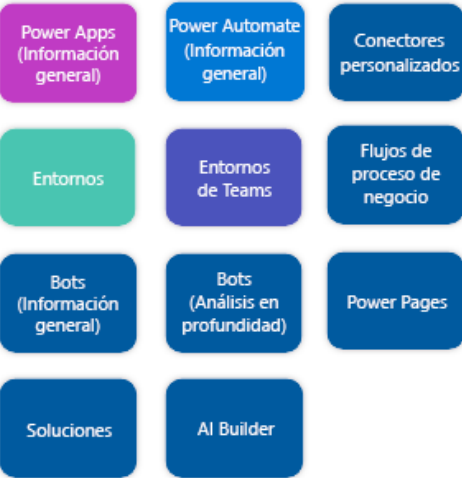 Power Apps
(Información
general)
Power Automate
(Información
general)
Conectores
personalizados
Entornos
Entornos
de Teams
Flujos de
proceso de
negocio
Bots
(Información
general)
Bots
(Análisis en
profundidad)
Power Pages
Soluciones
AI Builder